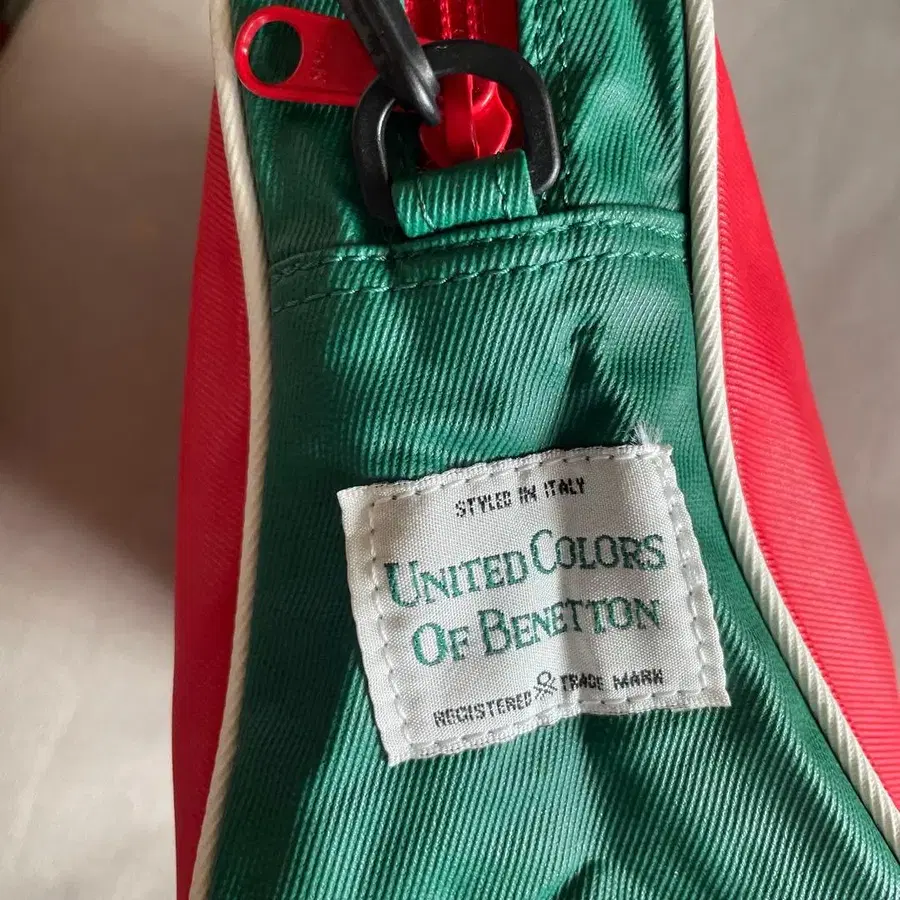 STYLED IN ITALY
UNITED COLORS
OF BENETTON
REGISTERED TRADE MARK